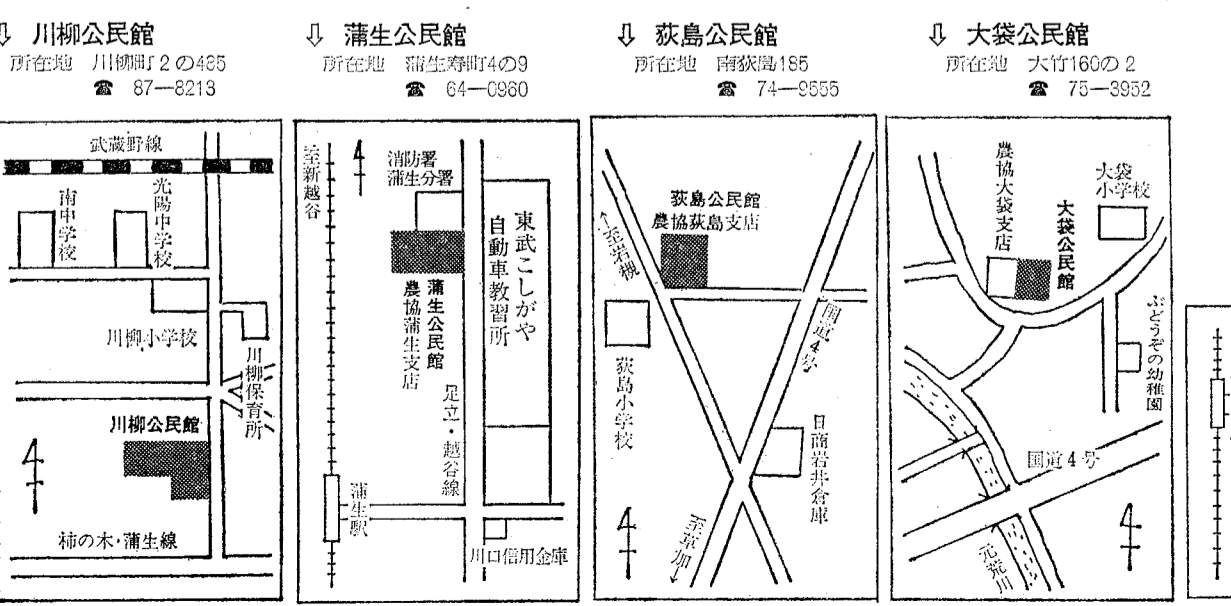 ⇩ 川柳公民館
所在地 川柳町2の485
☎ 87―8213
武蔵野線
南中学校
光陽中学校
川柳小学校
川柳保育所
川柳公民館
柿の木・蒲生線
⇩ 蒲生公民館
所在地 蒲生寿町4の9
☎ 64―0960
至新越谷
消防署
蒲生分署
東武こしがや
自動車教習所
蒲生公民館
農協蒲生支店
足立・越谷線
蒲生駅
川口信用金庫
⇩ 荻島公民館
所在地 南荻島185
☎ 74―9555
荻島公民館
農協荻島支店
←至岩槻
国道4号
荻島小学校
日商岩井倉庫
至草加→
⇩ 大袋公民館
所在地 大竹160の2
☎ 75―3952
農協大袋支店
大袋公民館
大袋
小学校
ぶどうぞの幼稚園
国道4号
元荒川